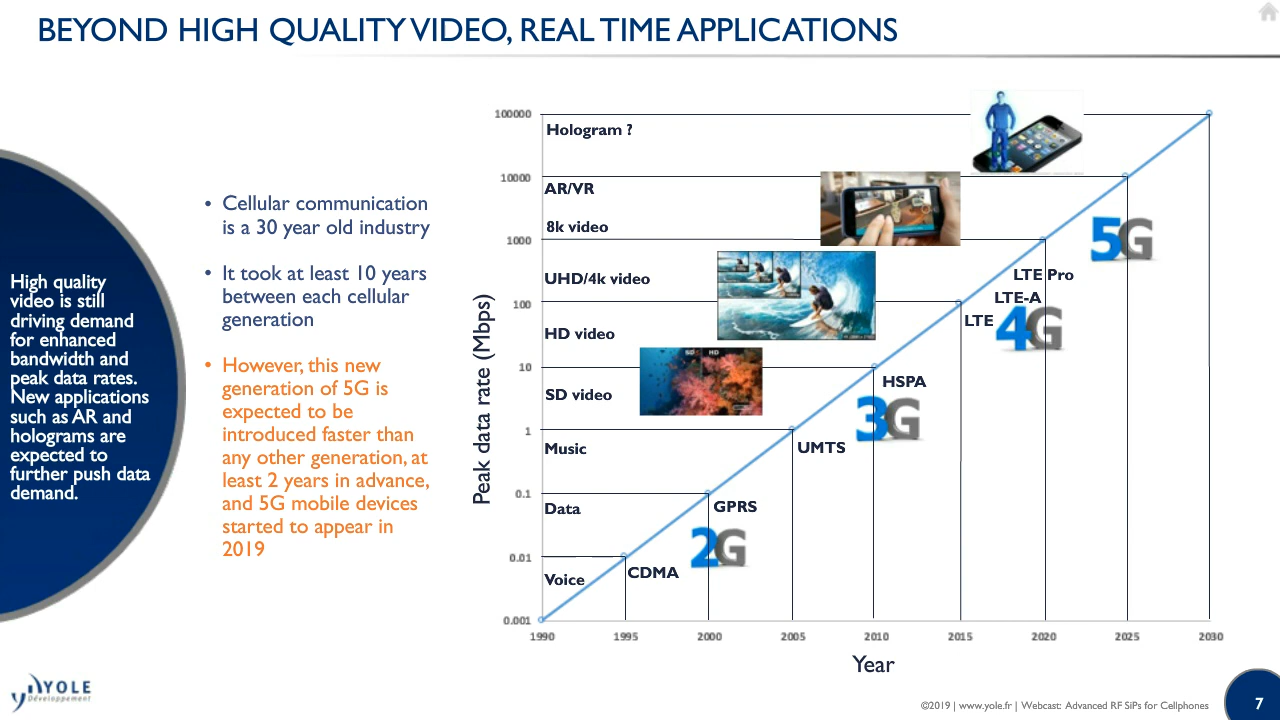 BEYOND HIGH QUALITY VIDEO, REAL TIME APPLICATIONS
High quality
video is still
driving demand
for enhanced
bandwidth and
peak data rates.
New applications
such as AR and
holograms are
expected to
further push data
demand.
• Cellular communication
is a 30 year old industry
• It took at least 10 years
between each cellular
generation
• However, this new
generation of 5G is
expected to be
introduced faster than
any other generation, at
least 2 years in advance,
and 5G mobile devices
started to appear in
2019
Peak data rate (Mbps)
100000
10000
1000
100
10
1
0.1
0.01
0.001
Hologram ?
AR/VR
8k video
UHD/4k video
HD video
SD video
Music
Data
Voice
SD HD
5G
LTE Pro
LTE-A
LTE
4G
HSPA
3G
UMTS
GPRS
2G
CDMA
1990 1995 2000 2005 2010 2015 2020 2025 2030
Year
YOLE
Développement
©2019 | www.yole.fr | Webcast: Advanced RF SiPs for Cellphones
7